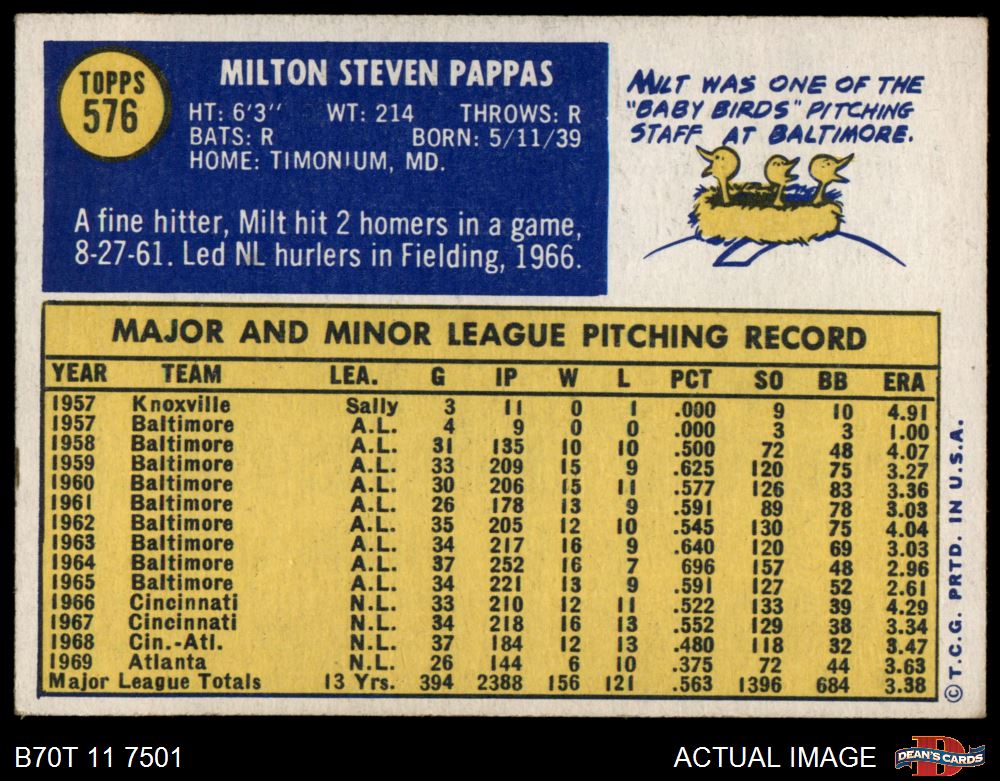 TOPPS
576
MILTON STEVEN PAPPAS
HT: 6'3" WT: 214 THROWS: R
BATS: R BORN: 5/11/39
HOME: TIMONIUM, MD.
A fine hitter, Milt hit 2 homers in a game,
8-27-61. Led NL hurlers in Fielding, 1966.
MILT WAS ONE OF THE
"BABY BIRDS" PITCHING
STAFF AT BALTIMORE.
MAJOR AND MINOR LEAGUE PITCHING RECORD
YEAR TEAM LEA. G IP W L PCT SO BB ERA
1957 Knoxville Sally 3 11 0 1 .000 9 10 4.91
1957 Baltimore A.L. 4 9 0 0 .000 3 3 1.00
1958 Baltimore A.L. 31 135 10 10 .500 72 48 4.07
1959 Baltimore A.L. 33 209 15 9 .625 120 75 3.27
1960 Baltimore A.L. 30 206 15 11 .577 126 83 3.36
1961 Baltimore A.L. 26 178 13 9 .591 89 78 3.03
1962 Baltimore A.L. 35 205 12 10 .545 130 75 4.04
1963 Baltimore A.L. 34 217 16 9 .640 120 69 3.03
1964 Baltimore A.L. 37 252 16 7 696 157 48 2.96
1965 Baltimore A.L. 34 221 13 9 .591 127 52 2.61
1966 Cincinnati N.L. 33 210 12 11 .522 133 39 4.29
1967 Cincinnati N.L. 34 218 16 13 .552 129 38 3.34
1968 Cin.-Atl. N.L. 37 184 12 13 .480 118 32 3.47
1969 Atlanta N.L. 26 144 6 10 .375 72 44 3.63
Major League Totals 13 Yrs. 394 2388 156 121 .563 1396 684 3.38
© T.C.G. PRTD. IN U.S.A.
B70T 11 7501
ACTUAL IMAGE
D
DEAN'S CARDS